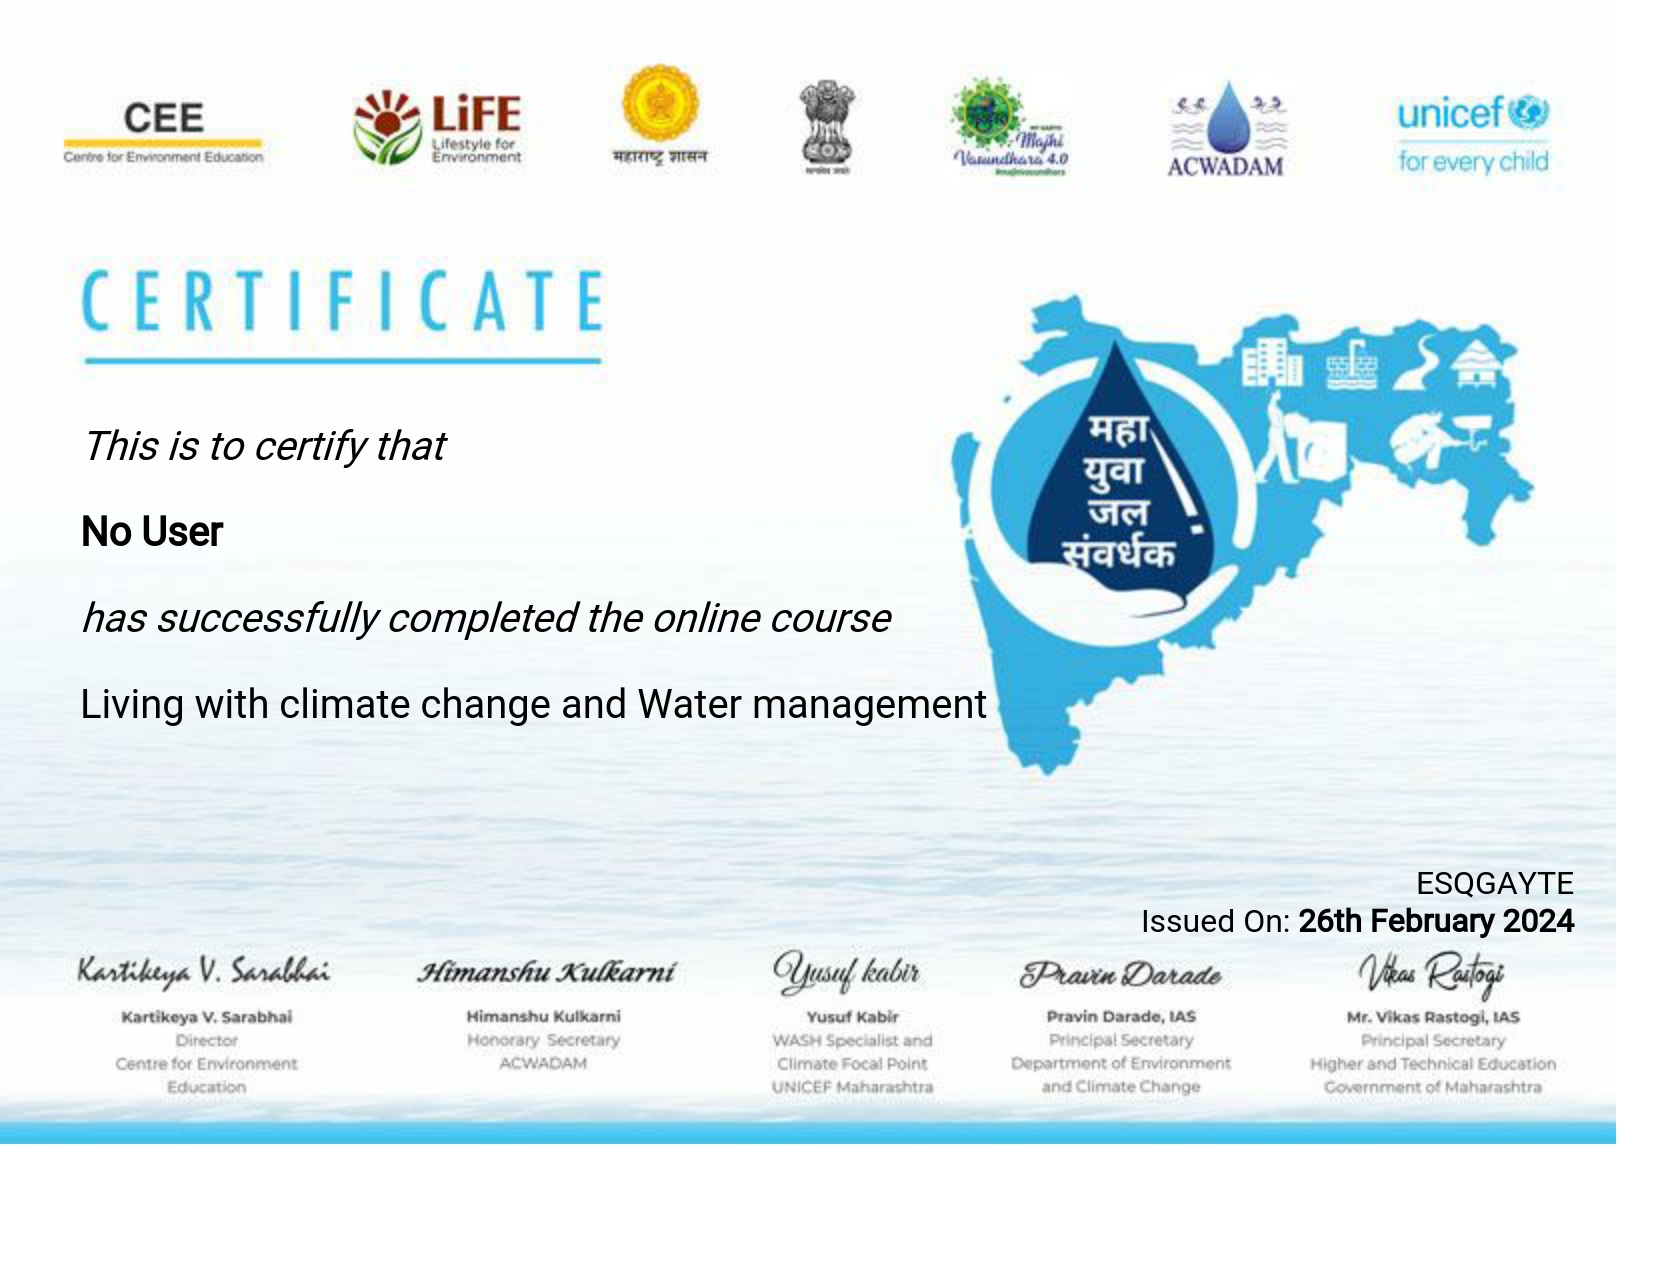 CEE
Centre for Environment Education
LiFE
Lifestyle for
Environment
महाराष्ट्र शासन
सत्यमेव जयते
Majhi
Vasundhara 4.0
#majhivasundhara
ACWADAM
unicef
for every child
CERTIFICATE
This is to certify that
No User
has successfully completed the online course
Living with climate change and Water management
महा
युवा
जल
संवर्धक
ESQGAYTE
Issued On: 26th February 2024
Kartikeya V. Sarabhai
Himanshu Kulkarni
Yusuf kabir
Pravin Darade
Vikas Rastogi
Kartikeya V. Sarabhai
Director
Centre for Environment
Education
Himanshu Kulkarni
Honorary Secretary
ACWADAM
Yusuf Kabir
WASH Specialist and
Climate Focal Point
UNICEF Maharashtra
Pravin Darade, IAS
Principal Secretary
Department of Environment
and Climate Change
Mr. Vikas Rastogi, IAS
Principal Secretary
Higher and Technical Education
Government of Maharashtra